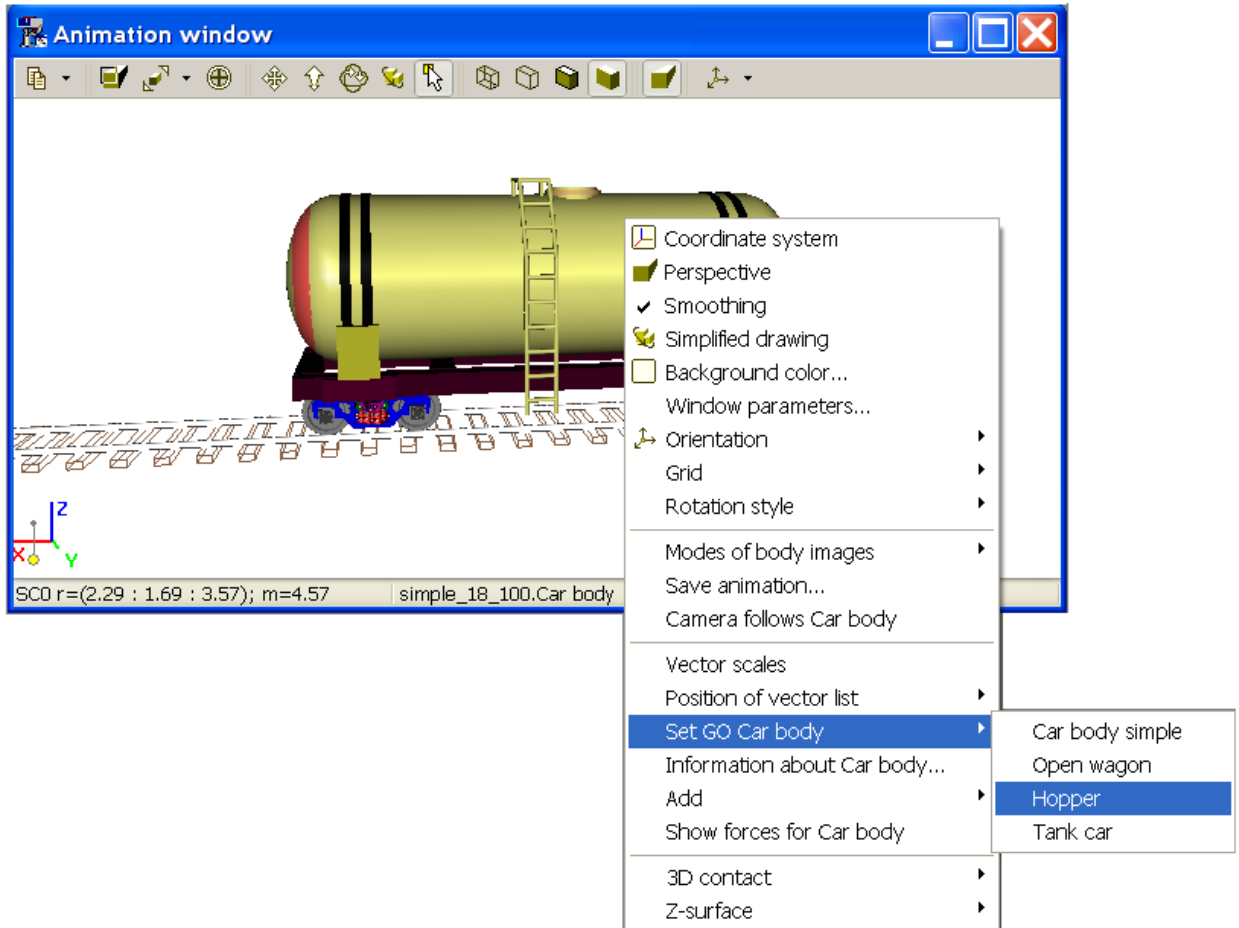 Animation window
Coordinate system
Perspective
Smoothing
Simplified drawing
Background color...
Window parameters...
Orientation
Grid
Rotation style
Z
X
Y
SC0 r=(2.29 : 1.69 : 3.57); m=4.57 simple_18_100.Car body
Modes of body images
Save animation...
Camera follows Car body
Vector scales
Position of vector list
Set GO Car body
Information about Car body...
Add
Show forces for Car body
3D contact
Z-surface
Car body simple
Open wagon
Hopper
Tank car